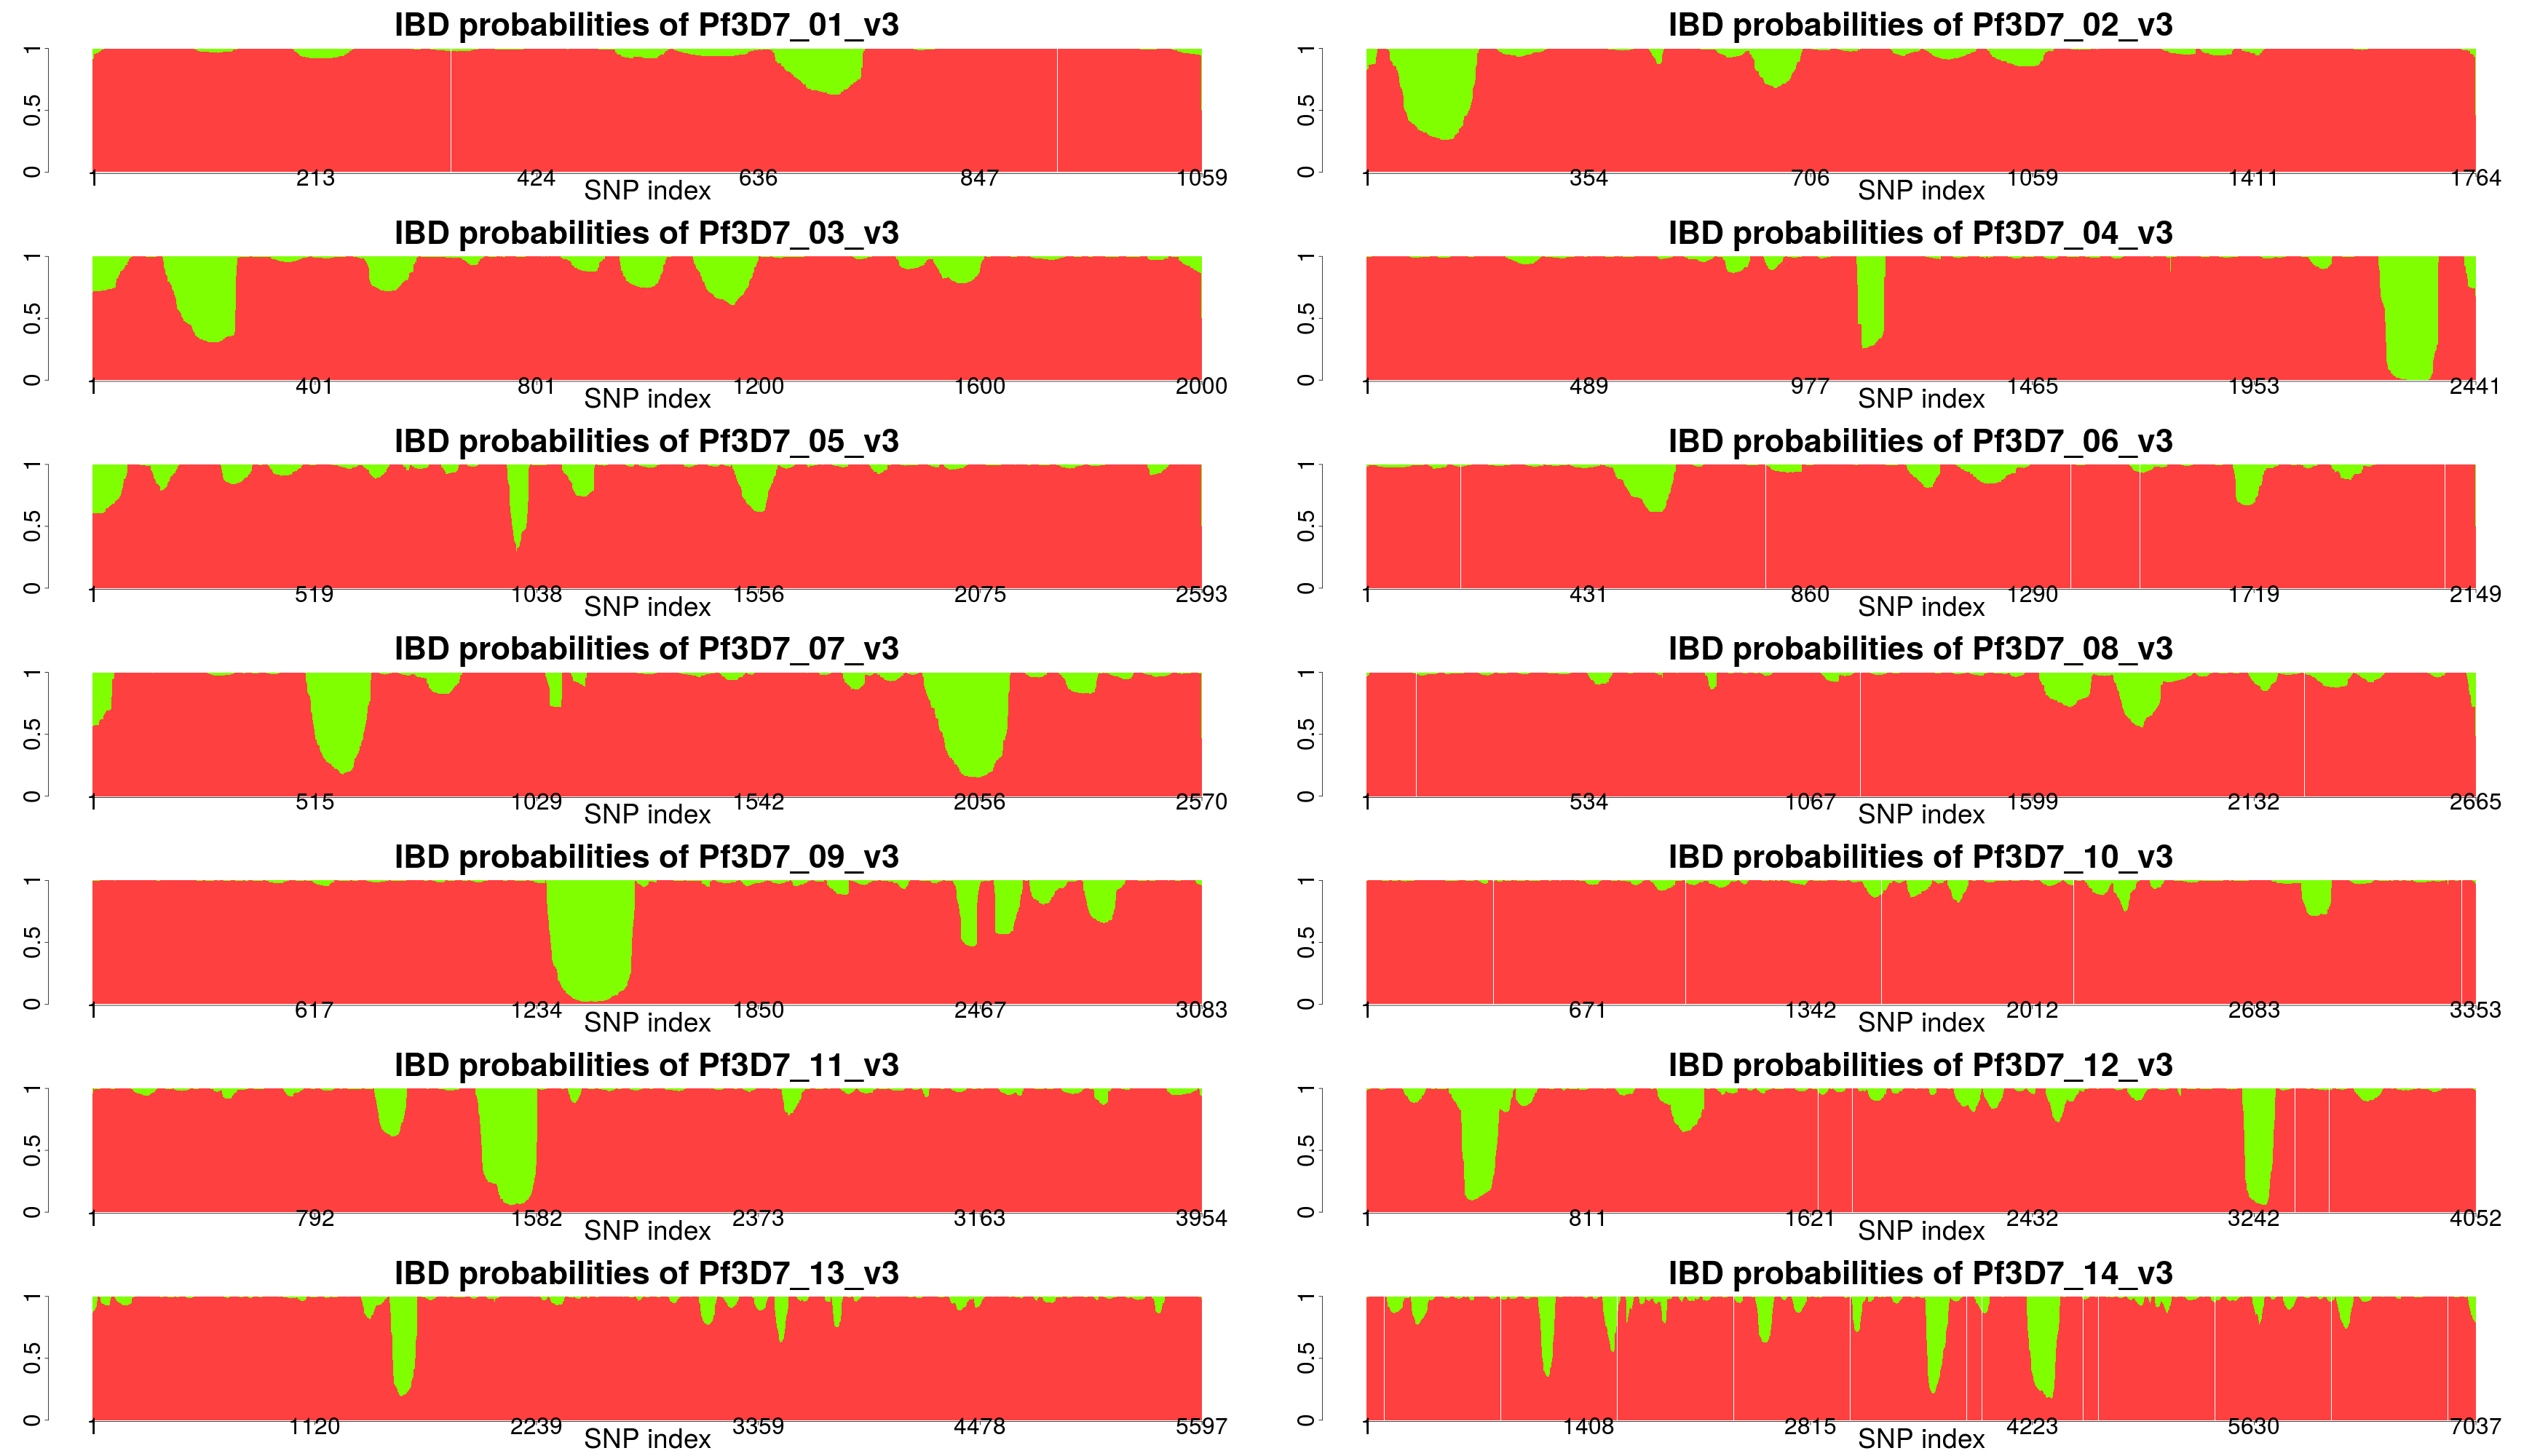 IBD probabilities of Pf3D7_01_v3
0 0.5 1
1 213 424 636 847 1059
SNP index
IBD probabilities of Pf3D7_02_v3
0 0.5 1
1 354 706 1059 1411 1764
SNP index
IBD probabilities of Pf3D7_03_v3
0 0.5 1
1 401 801 1200 1600 2000
SNP index
IBD probabilities of Pf3D7_04_v3
0 0.5 1
1 489 977 1465 1953 2441
SNP index
IBD probabilities of Pf3D7_05_v3
0 0.5 1
1 519 1038 1556 2075 2593
SNP index
IBD probabilities of Pf3D7_06_v3
0 0.5 1
1 431 860 1290 1719 2149
SNP index
IBD probabilities of Pf3D7_07_v3
0 0.5 1
1 515 1029 1542 2056 2570
SNP index
IBD probabilities of Pf3D7_08_v3
0 0.5 1
1 534 1067 1599 2132 2665
SNP index
IBD probabilities of Pf3D7_09_v3
0 0.5 1
1 617 1234 1850 2467 3083
SNP index
IBD probabilities of Pf3D7_10_v3
0 0.5 1
1 671 1342 2012 2683 3353
SNP index
IBD probabilities of Pf3D7_11_v3
0 0.5 1
1 792 1582 2373 3163 3954
SNP index
IBD probabilities of Pf3D7_12_v3
0 0.5 1
1 811 1621 2432 3242 4052
SNP index
IBD probabilities of Pf3D7_13_v3
0 0.5 1
1 1120 2239 3359 4478 5597
SNP index
IBD probabilities of Pf3D7_14_v3
0 0.5 1
1 1408 2815 4223 5630 7037
SNP index